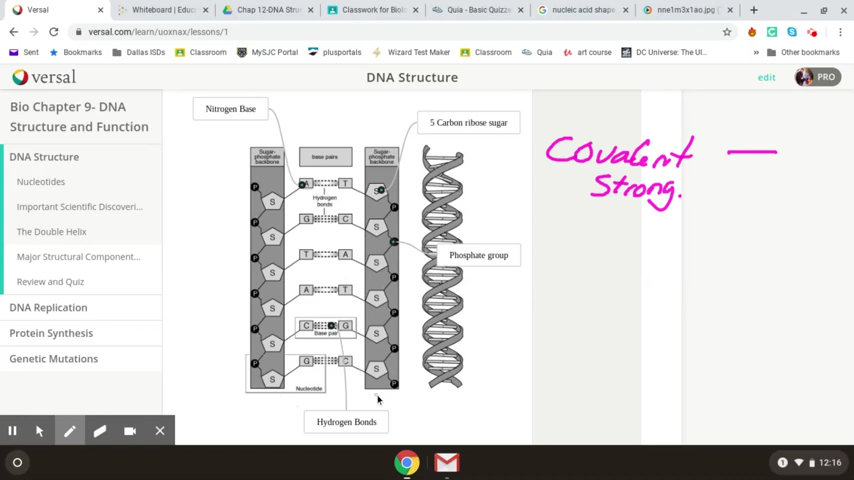 Versal
Whiteboard | Educ
Chap 12-DNA Struc
Classwork for Biolo
Quia - Basic Quizze
nucleic acid shape
nne1m3x1ao.jpg (7
versal.com/learn/uoxnax/lessons/1
Sent
Bookmarks
Dallas ISDs
Classroom
MySJC Portal
plusportals
Wizard Test Maker
Classroom
Quia
art course
DC Universe: The Ul...
Other bookmarks
versal
DNA Structure
edit
PRO
Bio Chapter 9- DNA
Structure and Function
DNA Structure
Nucleotides
Important Scientific Discoveri...
The Double Helix
Major Structural Component...
Review and Quiz
DNA Replication
Protein Synthesis
Genetic Mutations
Nitrogen Base
5 Carbon ribose sugar
Sugar-
phosphate
backbone
base pairs
Sugar-
phosphate
backbone
P A T S
S Hydrogen
bonds P
P G C S
S P
P T A S
S P
Phosphate group
P A T S
S P
P C G S
Base pair
S P
P G C S
S Nucleotide P
Hydrogen Bonds
Covalent —
Strong.
1
12:16